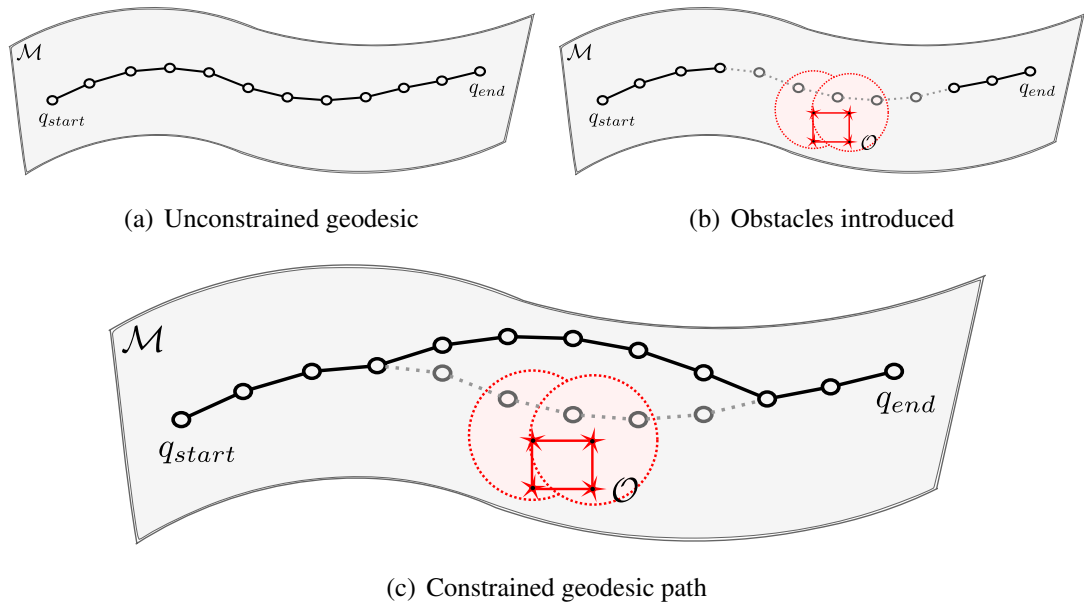 ℳ
q_start
q_end
(a) Unconstrained geodesic
ℳ
q_start
q_end
𝒪
(b) Obstacles introduced
ℳ
q_start
q_end
𝒪
(c) Constrained geodesic path